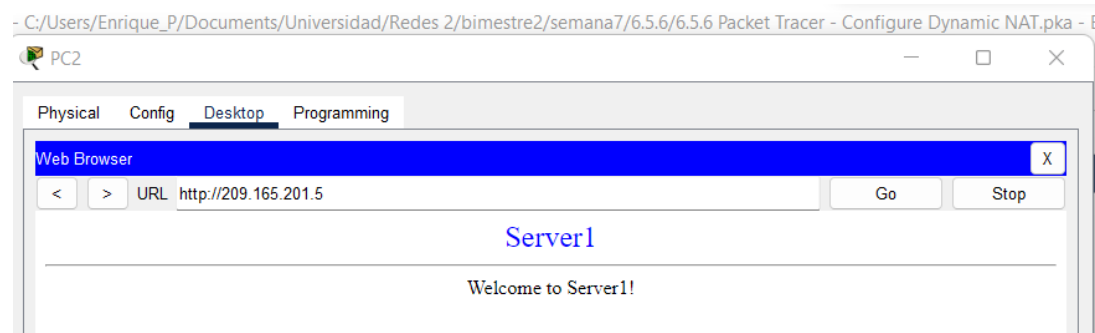 - C:/Users/Enrique_P/Documents/Universidad/Redes 2/bimestre2/semana7/6.5.6/6.5.6 Packet Tracer - Configure Dynamic NAT.pka -
PC2
Physical Config Desktop Programming
Web Browser X
< > URL http://209.165.201.5 Go Stop
Server1
Welcome to Server1!